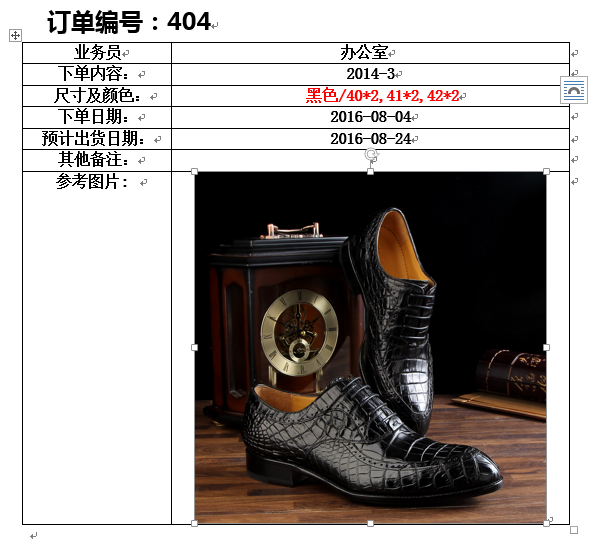 订单编号：404
业务员 办公室
下单内容： 2014-3
尺寸及颜色： 黑色/40*2,41*2,42*2
下单日期： 2016-08-04
预计出货日期： 2016-08-24
其他备注：
参考图片：